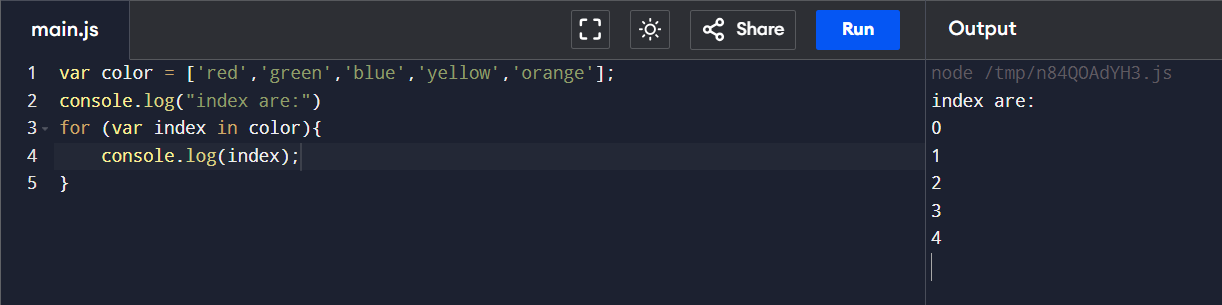 main.js
Share
Run
Output
1 var color = ['red','green','blue','yellow','orange'];
2 console.log("index are:")
3 for (var index in color){
4     console.log(index);
5 }
node /tmp/n84QOAdYH3.js
index are:
0
1
2
3
4